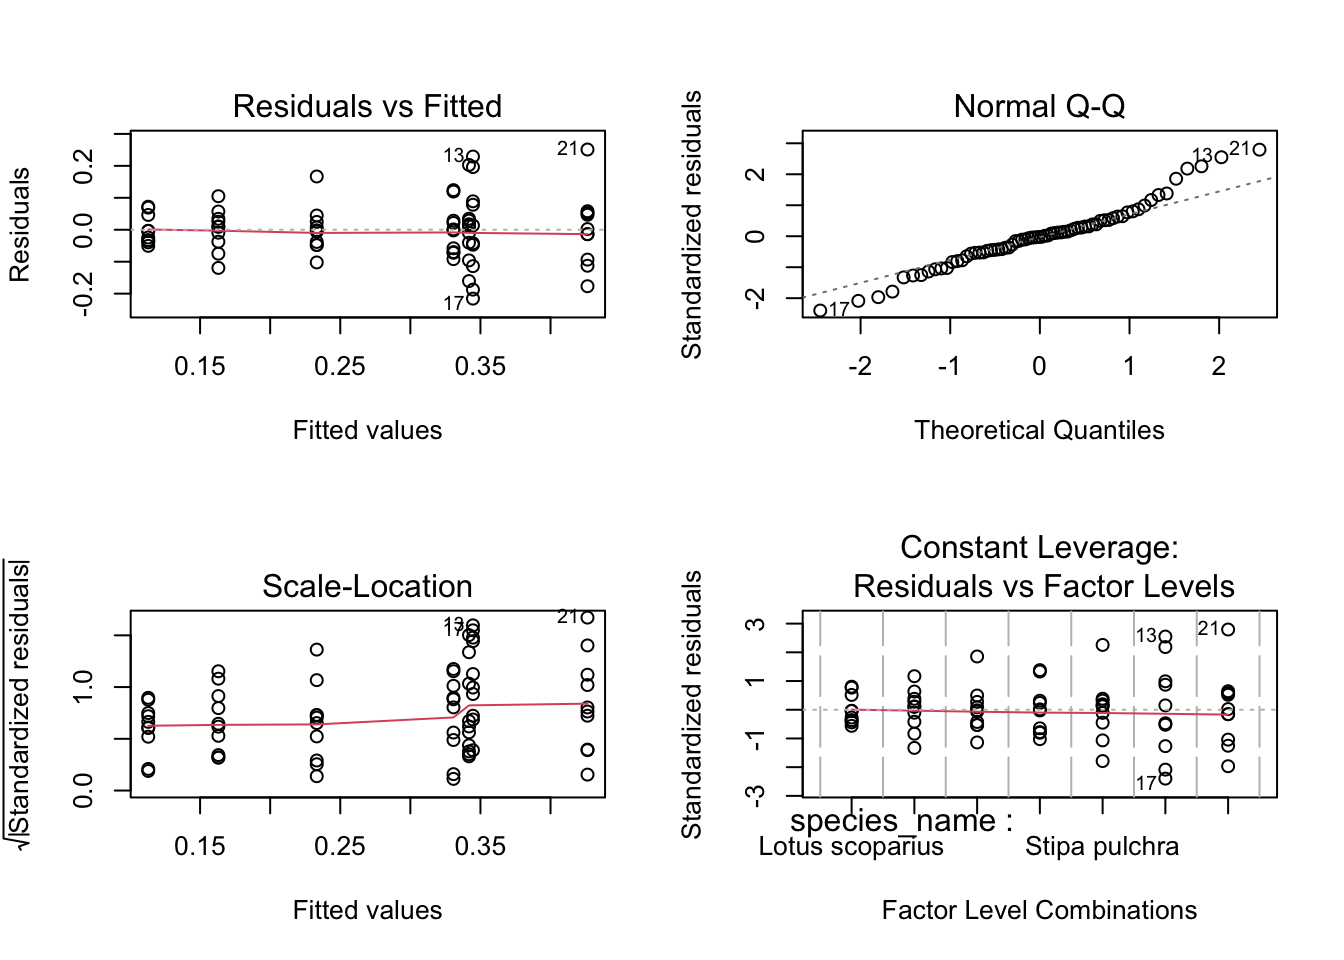 Residuals vs Fitted
Residuals
0.2
0.0
-0.2
13
21
17
0.15 0.25 0.35
Fitted values
Normal Q-Q
Standardized residuals
2
0
-2
13 21
17
-2 -1 0 1 2
Theoretical Quantiles
Scale-Location
√|Standardized residuals|
1.0
0.0
13
17
21
0.15 0.25 0.35
Fitted values
Constant Leverage:
Residuals vs Factor Levels
Standardized residuals
3
1
-1
-3
13
21
17
species_name :
Lotus scoparius Stipa pulchra
Factor Level Combinations